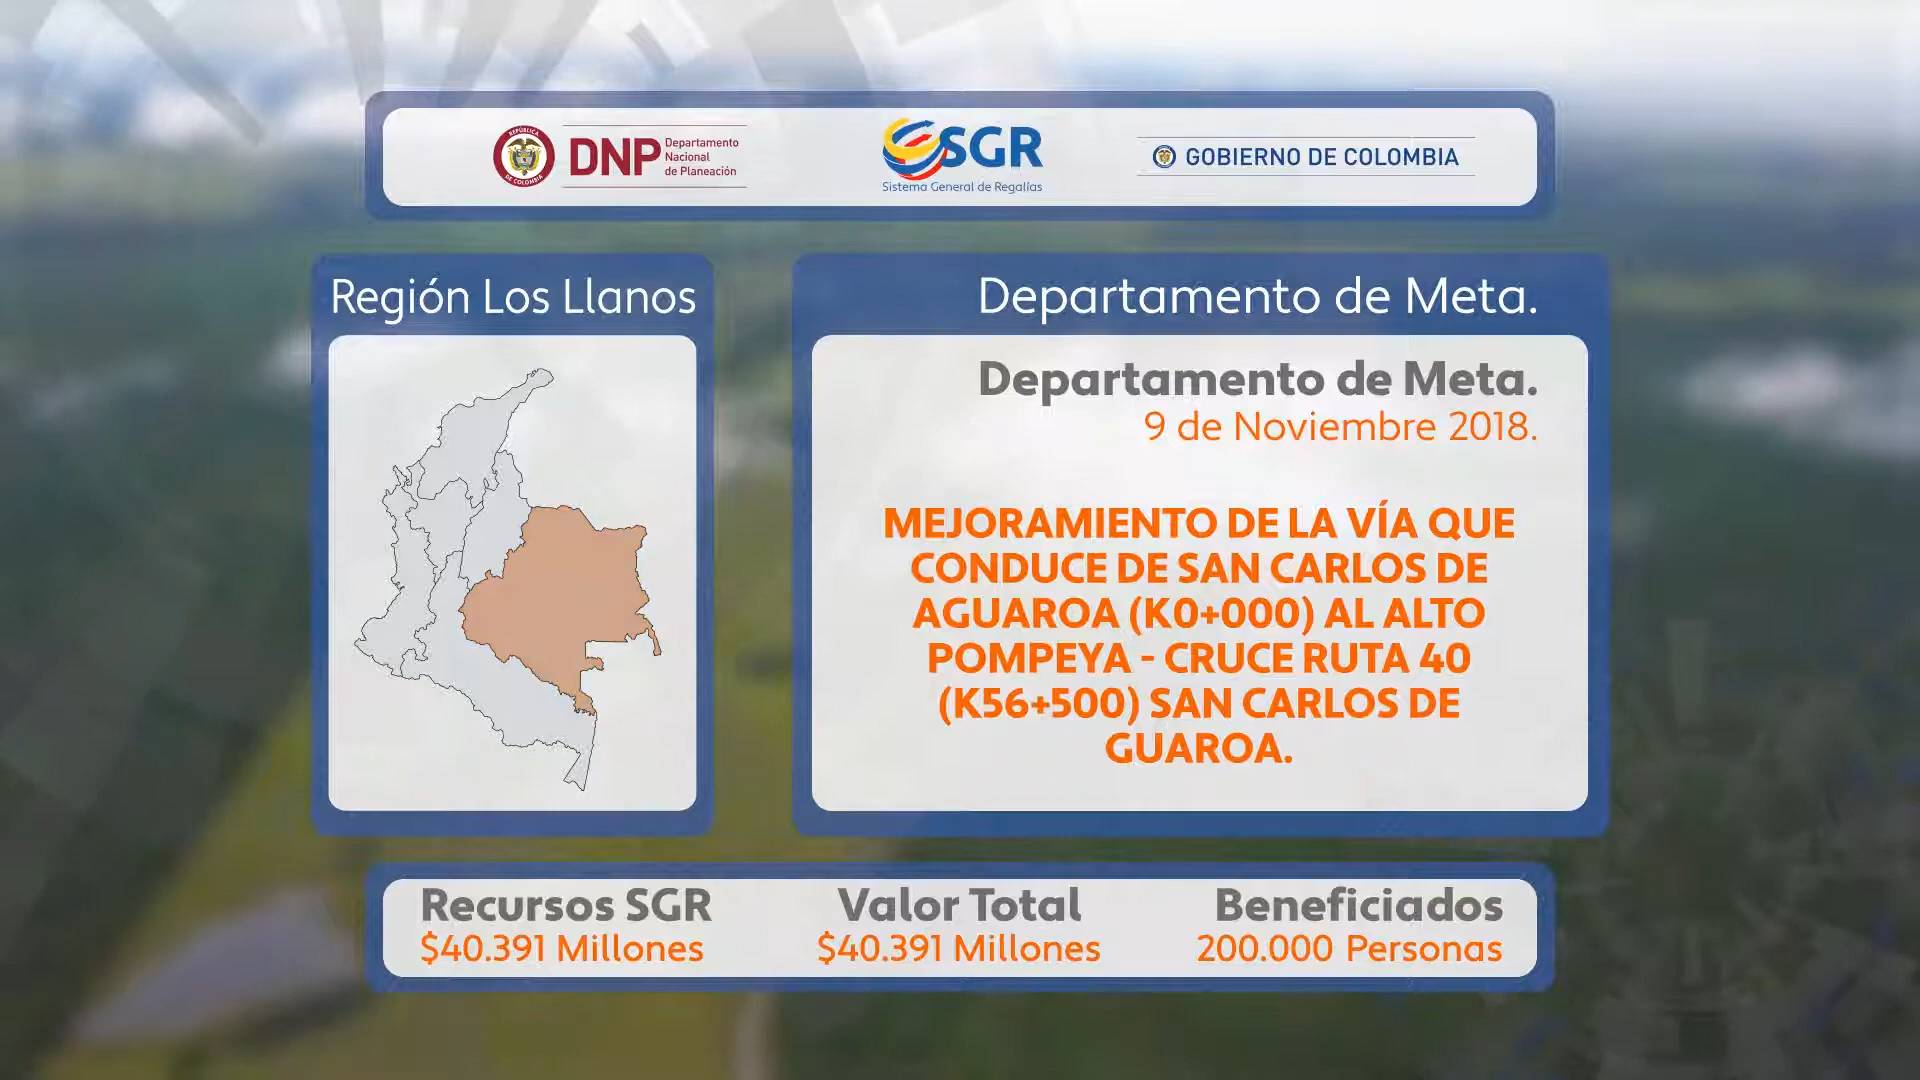 REPÚBLICA
DE COLOMBIA
DNP
Departamento
Nacional
de Planeación
SGR
Sistema General de Regalías
GOBIERNO DE COLOMBIA
Región Los Llanos
Departamento de Meta.
Departamento de Meta.
9 de Noviembre 2018.
MEJORAMIENTO DE LA VÍA QUE
CONDUCE DE SAN CARLOS DE
AGUAROA (K0+000) AL ALTO
POMPEYA - CRUCE RUTA 40
(K56+500) SAN CARLOS DE
GUAROA.
Recursos SGR
$40.391 Millones
Valor Total
$40.391 Millones
Beneficiados
200.000 Personas